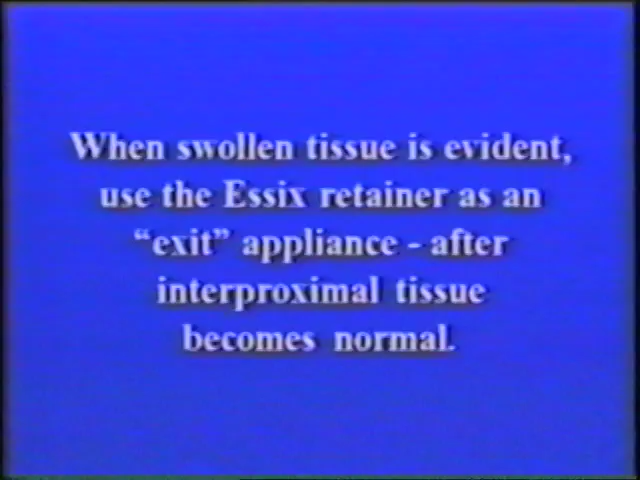 When swollen tissue is evident,
use the Essix retainer as an
“exit” appliance - after
interproximal tissue
becomes normal.